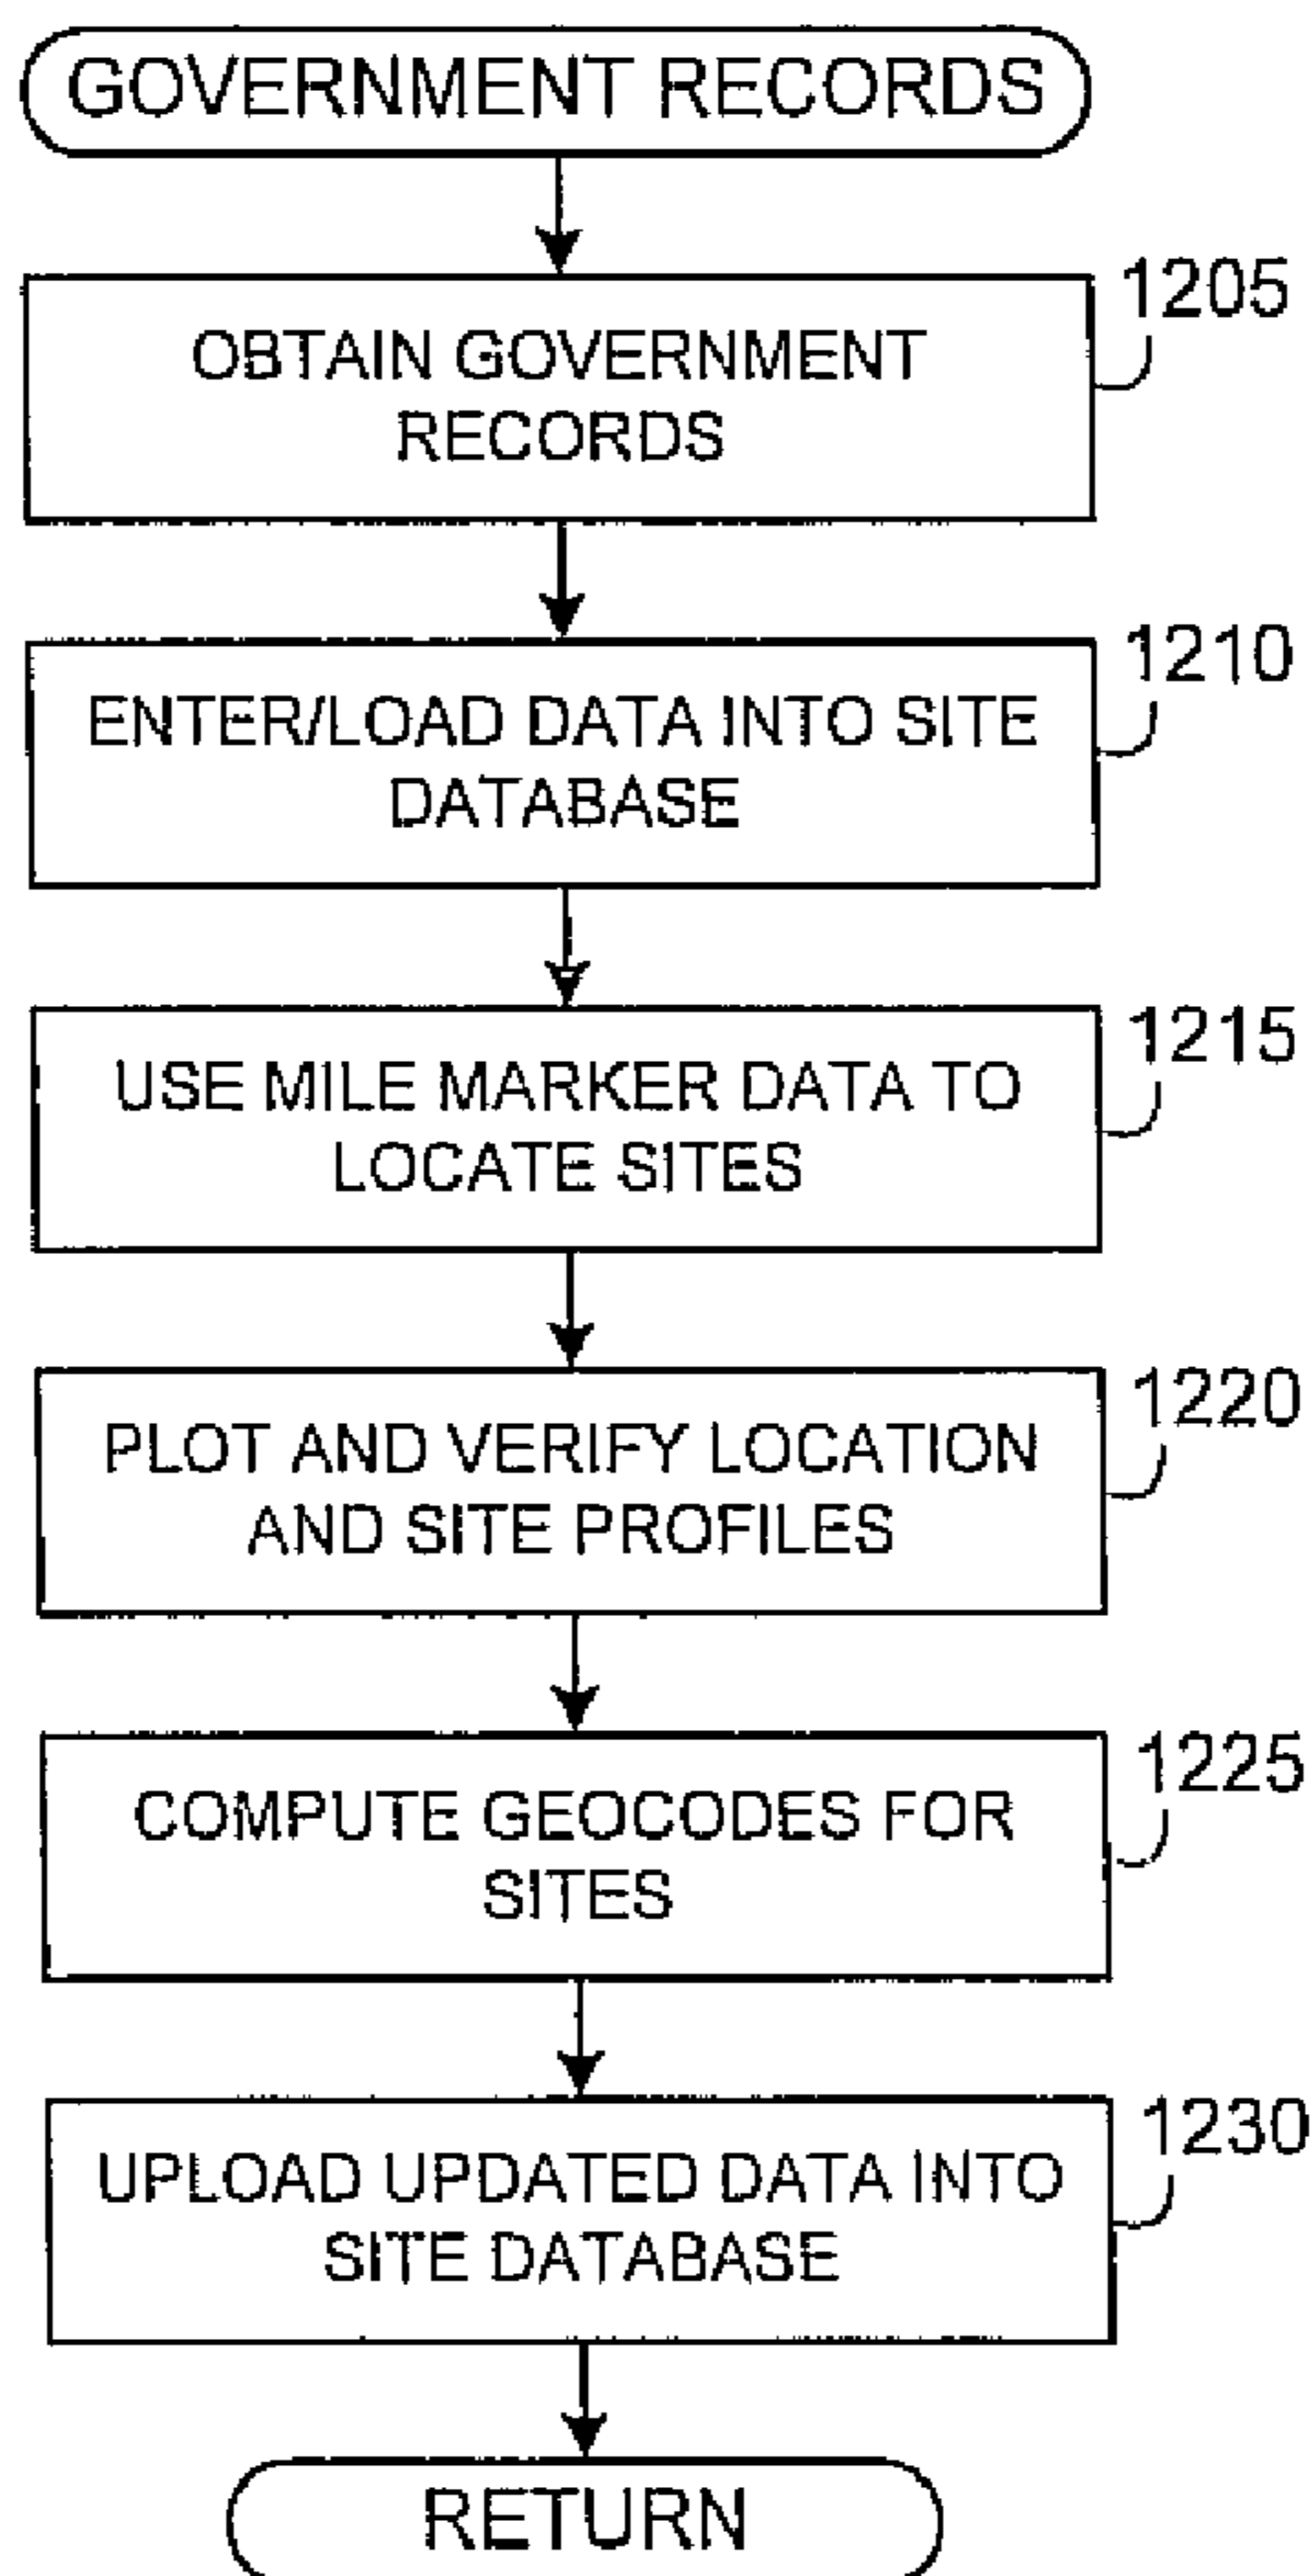 GOVERNMENT RECORDS
1205
OBTAIN GOVERNMENT
RECORDS
1210
ENTER/LOAD DATA INTO SITE
DATABASE
1215
USE MILE MARKER DATA TO
LOCATE SITES
1220
PLOT AND VERIFY LOCATION
AND SITE PROFILES
1225
COMPUTE GEOCODES FOR
SITES
1230
UPLOAD UPDATED DATA INTO
SITE DATABASE
RETURN